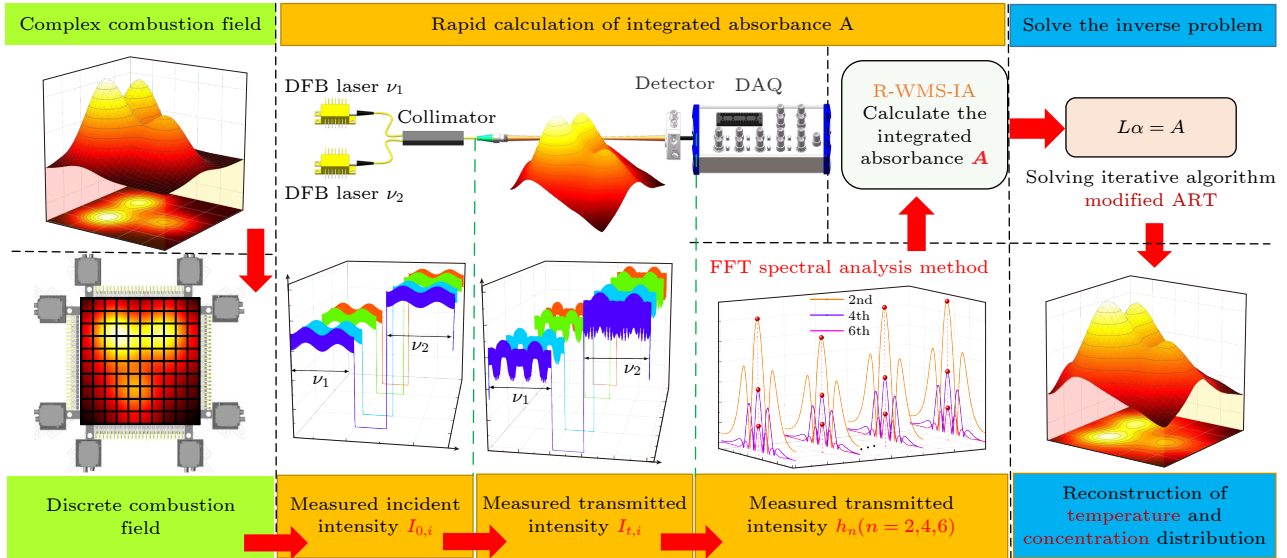 Complex combustion field
Rapid calculation of integrated absorbance A
Solve the inverse problem
DFB laser ν₁
Collimator
DFB laser ν₂
Detector
DAQ
R-WMS-IA
Calculate the
integrated
absorbance A
Lα = A
Solving iterative algorithm
modified ART
ν₁
ν₂
ν₁
ν₂
FFT spectral analysis method
2nd
4th
6th
...
Discrete combustion
field
Measured incident
intensity I₀,ᵢ
Measured transmitted
intensity Iₜ,ᵢ
Measured transmitted
intensity hₙ(n = 2,4,6)
Reconstruction of
temperature and
concentration distribution